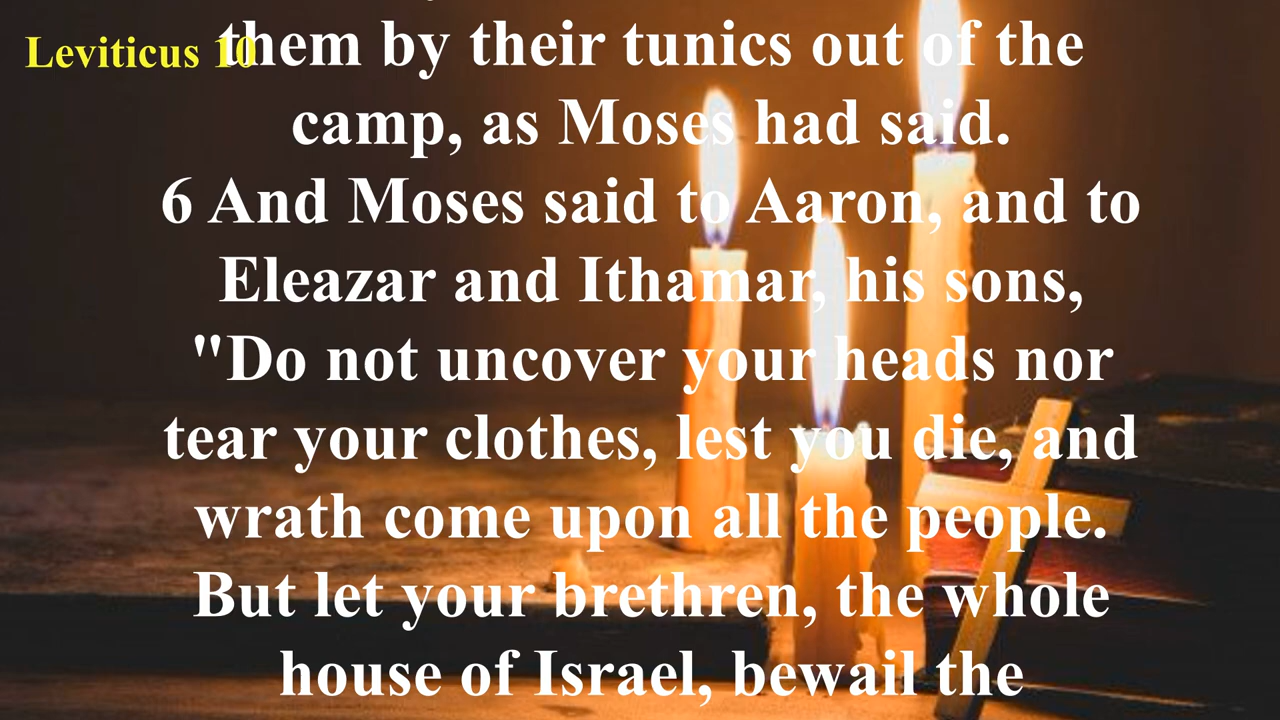 Leviticus 10
them by their tunics out of the
camp, as Moses had said.
6 And Moses said to Aaron, and to
Eleazar and Ithamar, his sons,
"Do not uncover your heads nor
tear your clothes, lest you die, and
wrath come upon all the people.
But let your brethren, the whole
house of Israel, bewail the